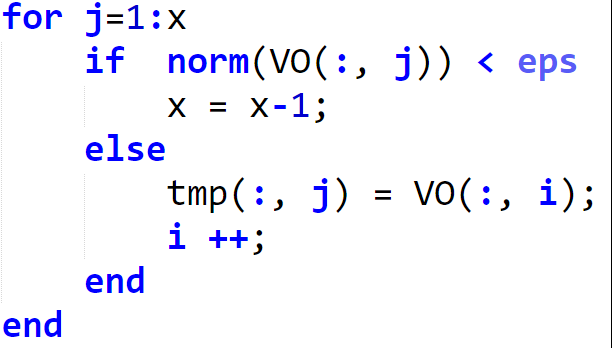 for j=1:x
if norm(VO(:, j)) < eps
x = x-1;
else
tmp(:, j) = VO(:, i);
i ++;
end
end